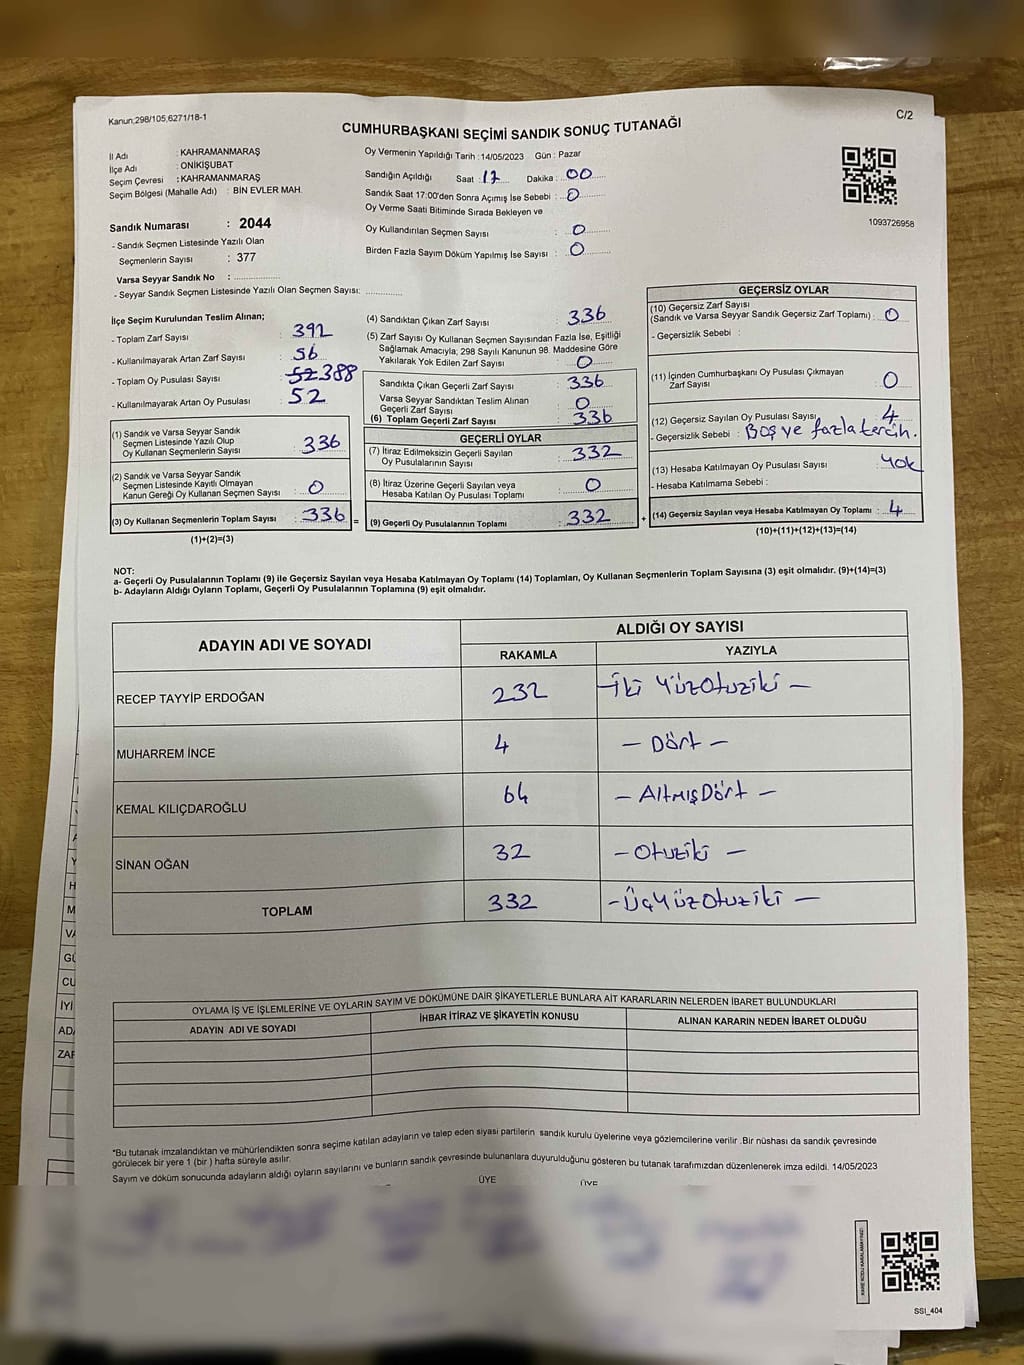 Kanun,298/105,6271/18-1
C/2
CUMHURBAŞKANI SEÇİMİ SANDIK SONUÇ TUTANAĞI
İl Adı : KAHRAMANMARAŞ
İlçe Adı : ONİKİŞUBAT
Seçim Çevresi : KAHRAMANMARAŞ
Seçim Bölgesi (Mahalle Adı) : BİN EVLER MAH.
Sandık Numarası : 2044
- Sandık Seçmen Listesinde Yazılı Olan
Seçmenlerin Sayısı : 377
Varsa Seyyar Sandık No : ....................
- Seyyar Sandık Seçmen Listesinde Yazılı Olan Seçmen Sayısı: ............
Oy Vermenin Yapıldığı Tarih :14/05/2023 Gün : Pazar
Sandığın Açıldığı Saat : 17 Dakika : 00
Sandık Saat 17:00'den Sonra Açımış İse Sebebi : 0
Oy Verme Saati Bitiminde Sırada Bekleyen ve
Oy Kullandırılan Seçmen Sayısı : 0
Birden Fazla Sayım Döküm Yapılmış İse Sayısı : 0
1093726958
İlçe Seçim Kurulundan Teslim Alınan;
- Toplam Zarf Sayısı : 392
- Kullanılmayarak Artan Zarf Sayısı : 56
- Toplam Oy Pusulası Sayısı : 52 388
- Kullanılmayarak Artan Oy Pusulası : 52
(1) Sandık ve Varsa Seyyar Sandık
Seçmen Listesinde Yazılı Olup
Oy Kullanan Seçmenlerin Sayısı : 336
(2) Sandık ve Varsa Seyyar Sandık
Seçmen Listesinde Kayıtlı Olmayan
Kanun Gereği Oy Kullanan Seçmen Sayısı : 0
(3) Oy Kullanan Seçmenlerin Toplam Sayısı : 336 =
(1)+(2)=(3)
(4) Sandıktan Çıkan Zarf Sayısı : 336
(5) Zarf Sayısı Oy Kullanan Seçmen Sayısından Fazla İse, Eşitliği
Sağlamak Amacıyla; 298 Sayılı Kanunun 98. Maddesine Göre
Yakılarak Yok Edilen Zarf Sayısı : 0
Sandıkta Çıkan Geçerli Zarf Sayısı : 336
Varsa Seyyar Sandıktan Teslim Alınan
Geçerli Zarf Sayısı : 0
(6) Toplam Geçerli Zarf Sayısı : 336
GEÇERLİ OYLAR
(7) İtiraz Edilmeksizin Geçerli Sayılan
Oy Pusulalarının Sayısı : 332
(8) İtiraz Üzerine Geçerli Sayılan veya
Hesaba Katılan Oy Pusulası Toplamı : 0
(9) Geçerli Oy Pusulalarının Toplamı : 332 +
GEÇERSİZ OYLAR
(10) Geçersiz Zarf Sayısı
(Sandık ve Varsa Seyyar Sandık Geçersiz Zarf Toplamı) : 0
- Geçersizlik Sebebi :
(11) İçinden Cumhurbaşkanı Oy Pusulası Çıkmayan
Zarf Sayısı : 0
(12) Geçersiz Sayılan Oy Pusulası Sayısı : 4
- Geçersizlik Sebebi : Boş ve fazla tercih.
(13) Hesaba Katılmayan Oy Pusulası Sayısı : YOK
- Hesaba Katılmama Sebebi :
(14) Geçersiz Sayılan veya Hesaba Katılmayan Oy Toplamı : 4
(10)+(11)+(12)+(13)=(14)
NOT:
a- Geçerli Oy Pusulalarının Toplamı (9) ile Geçersiz Sayılan veya Hesaba Katılmayan Oy Toplamı (14) Toplamları, Oy Kullanan Seçmenlerin Toplam Sayısına (3) eşit olmalıdır. (9)+(14)=(3)
b- Adayların Aldığı Oyların Toplamı, Geçerli Oy Pusulalarının Toplamına (9) eşit olmalıdır.
ADAYIN ADI VE SOYADI
ALDIĞI OY SAYISI
RAKAMLA YAZIYLA
RECEP TAYYİP ERDOĞAN 232 - İki YüzOtuziki -
MUHARREM İNCE 4 - Dört -
KEMAL KILIÇDAROĞLU 64 - AltmışDört -
SİNAN OĞAN 32 - Otuziki -
TOPLAM 332 - ÜçYüzOtuziki -
OYLAMA İŞ VE İŞLEMLERİNE VE OYLARIN SAYIM VE DÖKÜMÜNE DAİR ŞİKAYETLERLE BUNLARA AİT KARARLARIN NELERDEN İBARET BULUNDUKLARI
ADAYIN ADI VE SOYADI İHBAR İTİRAZ VE ŞİKAYETİN KONUSU ALINAN KARARIN NEDEN İBARET OLDUĞU
Y
H
M
VA
GÜ
CU
İYİ
ADA
ZAR
*Bu tutanak imzalandıktan ve mühürlendikten sonra seçime katılan adayların ve talep eden siyasi partilerin sandık kurulu üyelerine veya gözlemcilerine verilir .Bir nüshası da sandık çevresinde
görülecek bir yere 1 (bir ) hafta süreyle asılır.
Sayım ve döküm sonucunda adayların aldığı oyların sayılarını ve bunların sandık çevresinde bulunanlara duyurulduğunu gösteren bu tutanak tarafımızdan düzenlenerek imza edildi. 14/05/2023
ÜYE ÜYE
KARE KODU KARALAMAYINIZ!
SSI_404